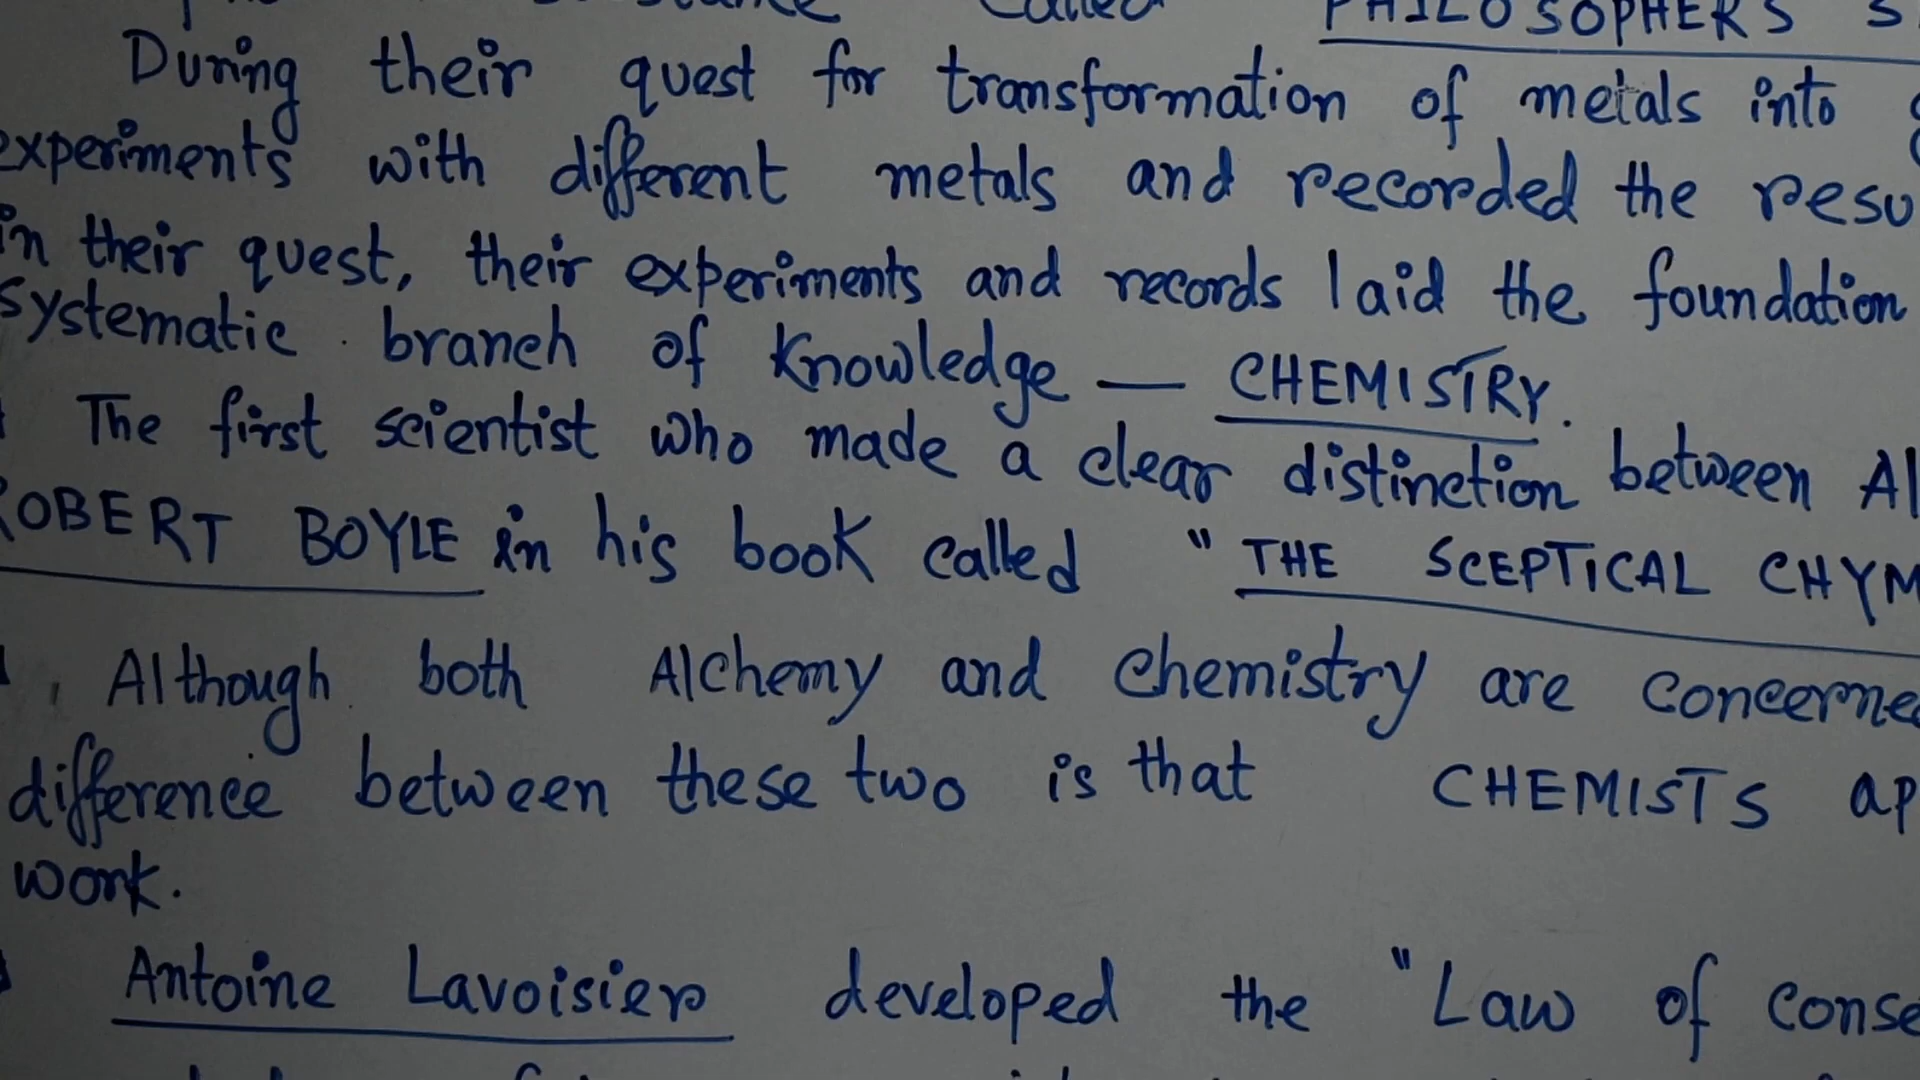 Called PHILOSOPHERS S
During their quest for transformation of metals into
experiments with different metals and recorded the resu
in their quest, their experiments and records laid the foundation
systematic branch of knowledge — CHEMISTRY.
The first scientist who made a clear distinction between Al
ROBERT BOYLE in his book called " THE SCEPTICAL CHYM
Although both Alchemy and chemistry are concerne
difference between these two is that CHEMISTS ap
work.
Antoine Lavoisier developed the "Law of conse